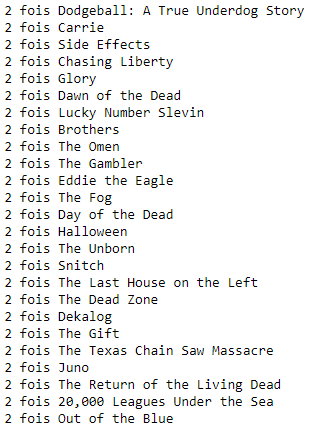 2 fois Dodgeball: A True Underdog Story
2 fois Carrie
2 fois Side Effects
2 fois Chasing Liberty
2 fois Glory
2 fois Dawn of the Dead
2 fois Lucky Number Slevin
2 fois Brothers
2 fois The Omen
2 fois The Gambler
2 fois Eddie the Eagle
2 fois The Fog
2 fois Day of the Dead
2 fois Halloween
2 fois The Unborn
2 fois Snitch
2 fois The Last House on the Left
2 fois The Dead Zone
2 fois Dekalog
2 fois The Gift
2 fois The Texas Chain Saw Massacre
2 fois Juno
2 fois The Return of the Living Dead
2 fois 20,000 Leagues Under the Sea
2 fois Out of the Blue